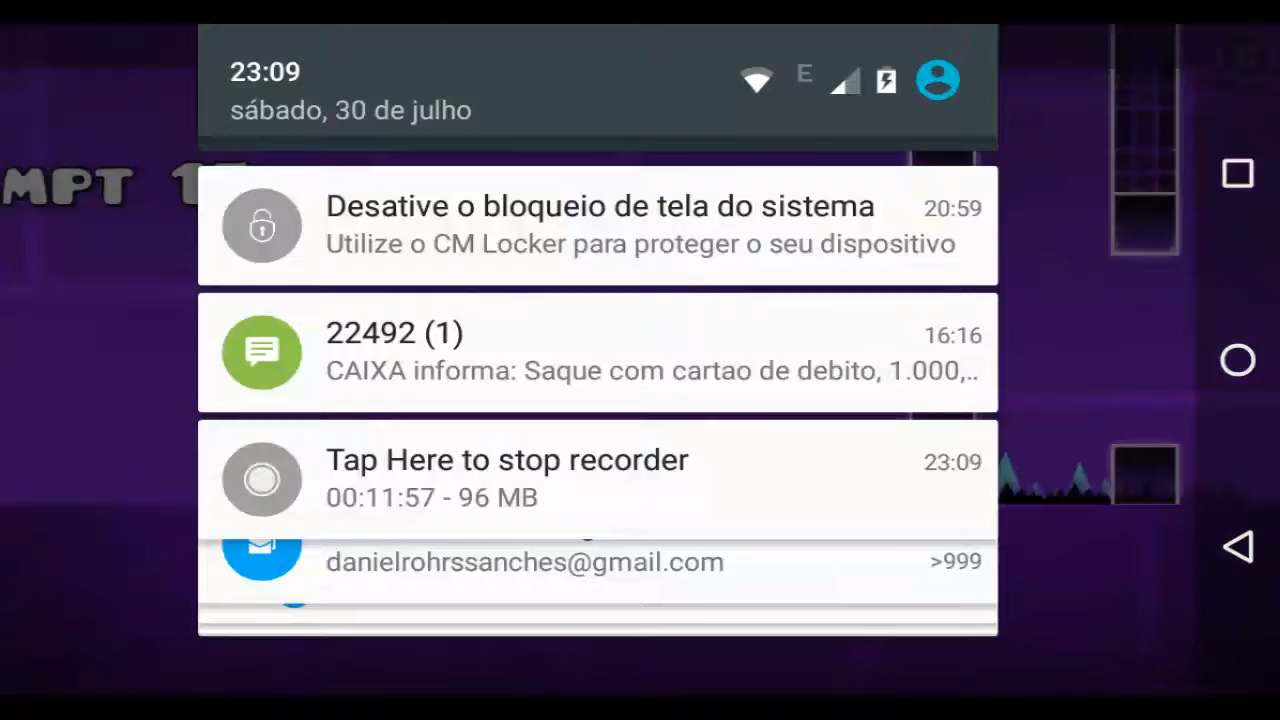 23:09
E
sábado, 30 de julho
MPT
Desative o bloqueio de tela do sistema
20:59
Utilize o CM Locker para proteger o seu dispositivo
22492 (1)
16:16
CAIXA informa: Saque com cartao de debito, 1.000,..
Tap Here to stop recorder
23:09
00:11:57 - 96 MB
danielrohrssanches@gmail.com
>999